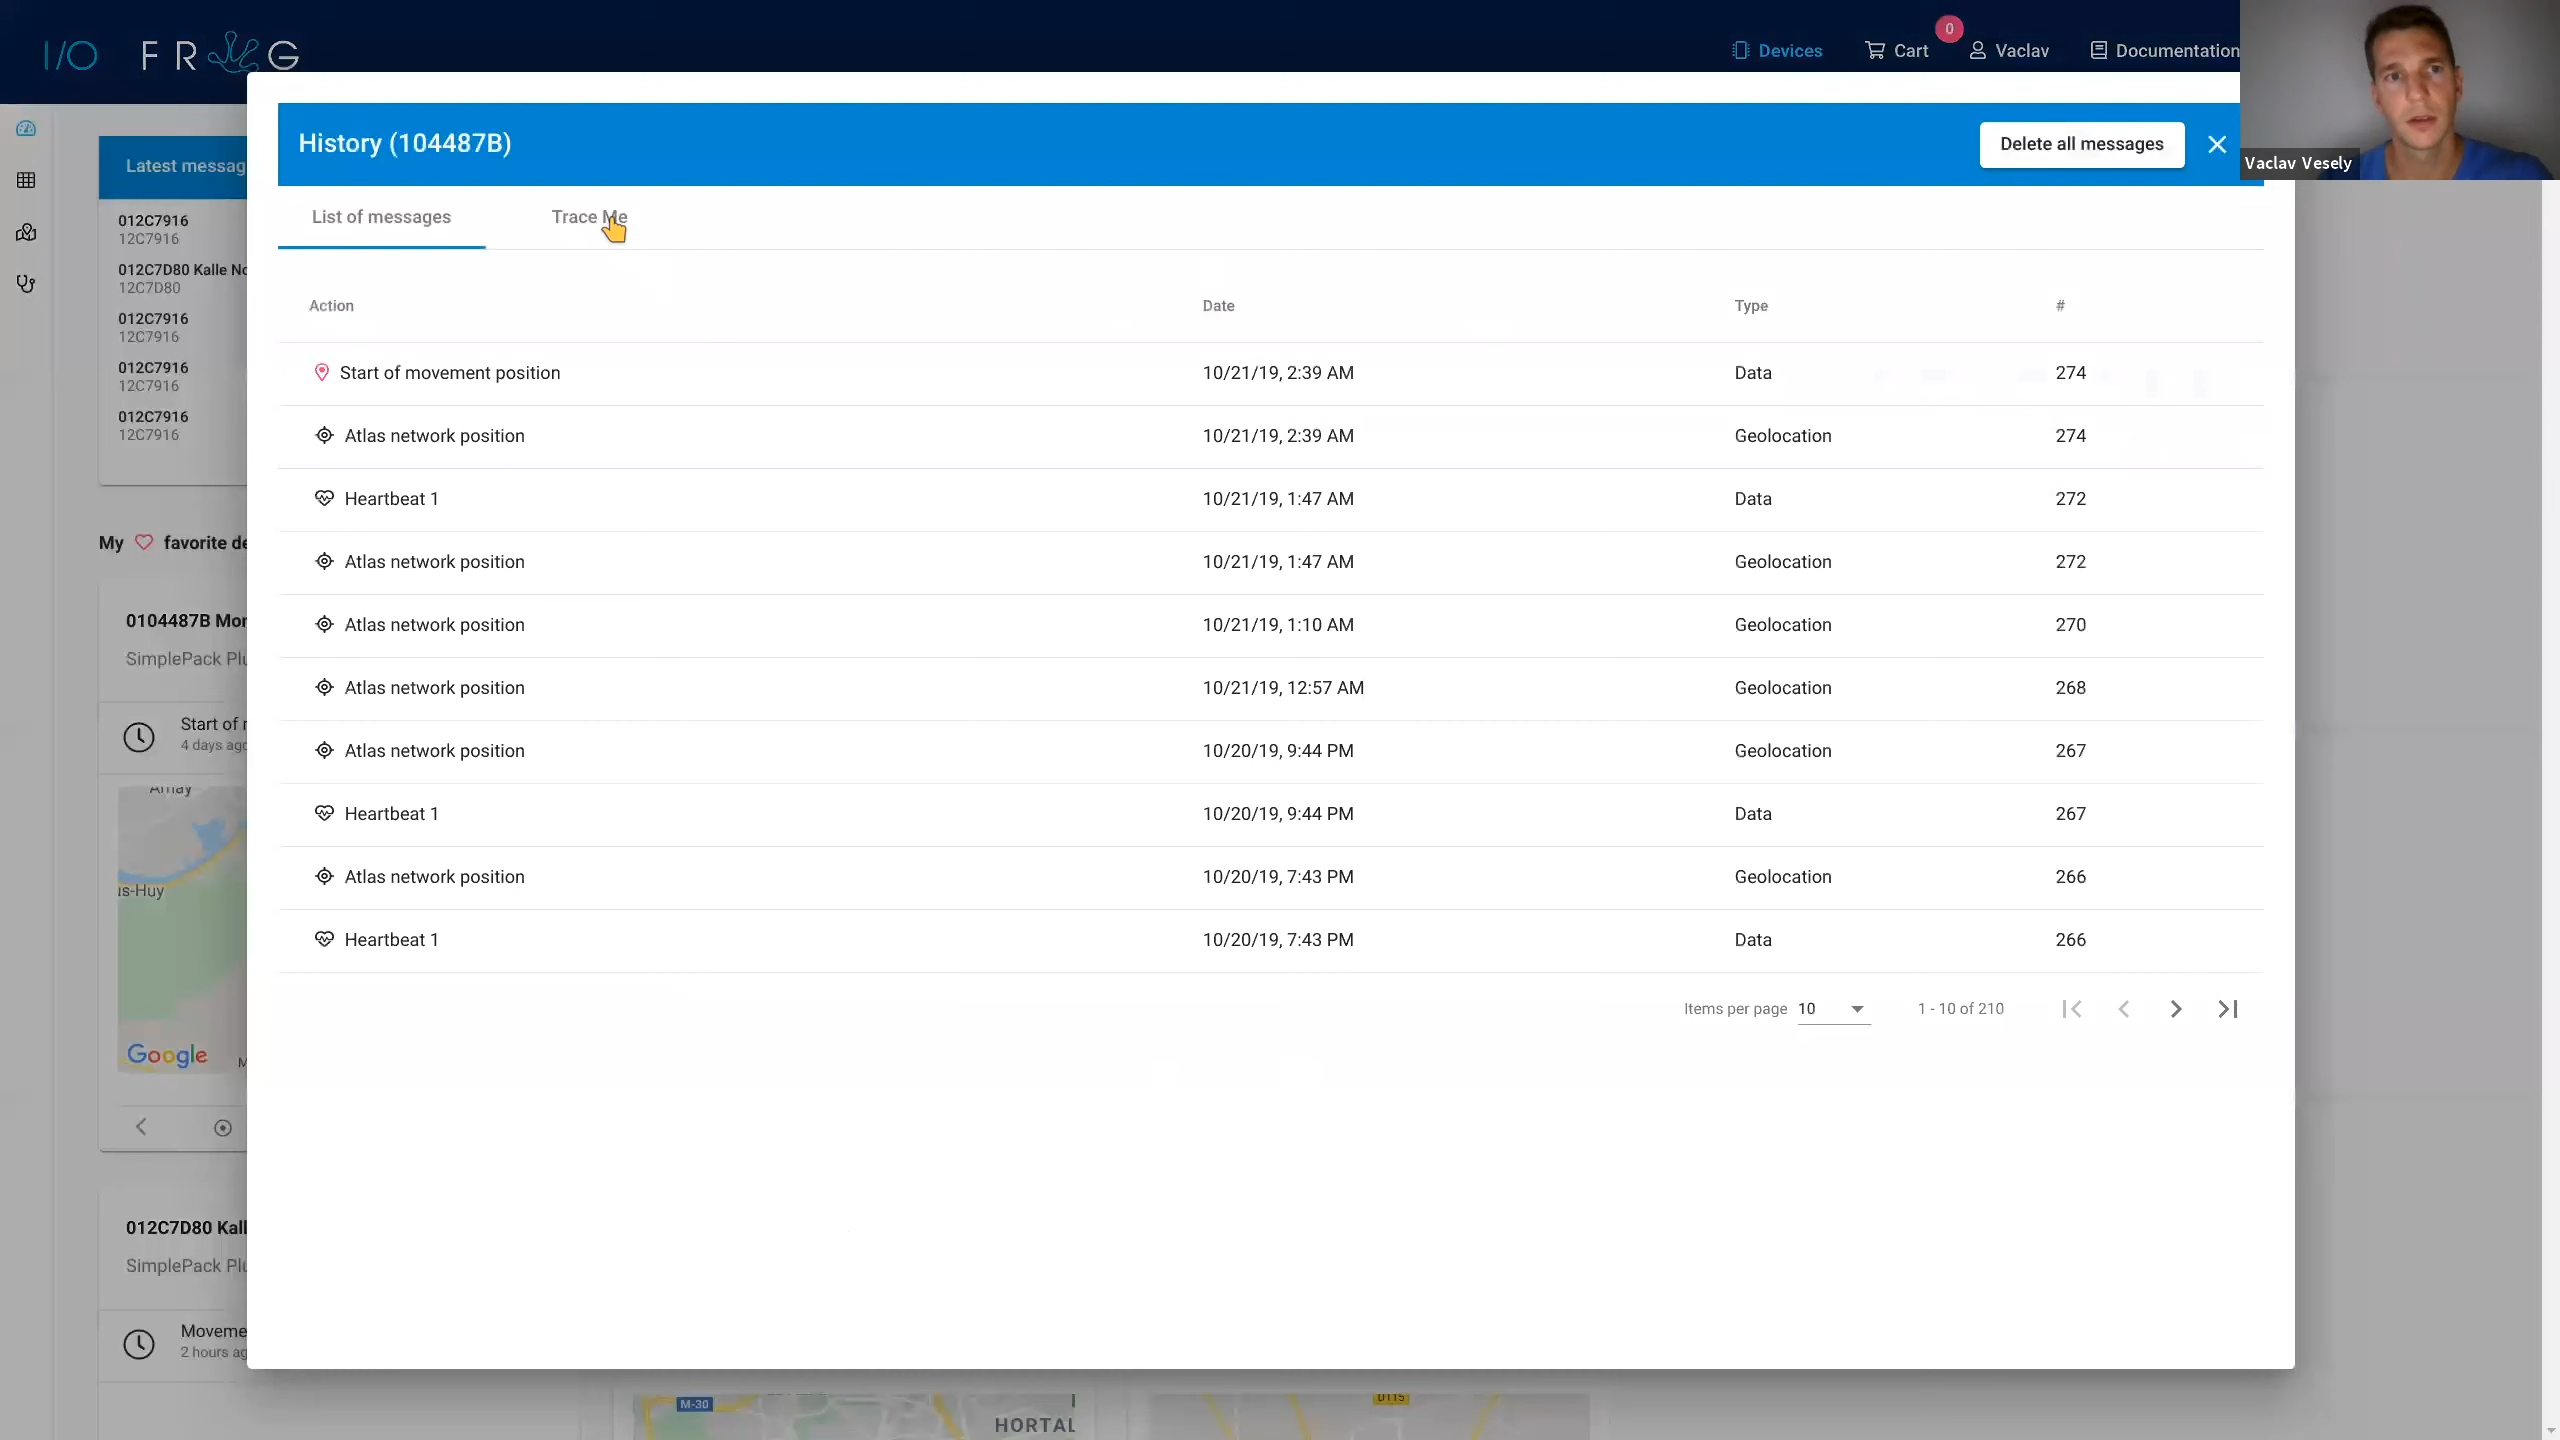 I/O FROG
Devices
Cart
0
Vaclav
Documentation
Vaclav Vesely
History (104487B)
Delete all messages
List of messages
Trace Me
Action Date Type #
Start of movement position 10/21/19, 2:39 AM Data 274
Atlas network position 10/21/19, 2:39 AM Geolocation 274
Heartbeat 1 10/21/19, 1:47 AM Data 272
Atlas network position 10/21/19, 1:47 AM Geolocation 272
Atlas network position 10/21/19, 1:10 AM Geolocation 270
Atlas network position 10/21/19, 12:57 AM Geolocation 268
Atlas network position 10/20/19, 9:44 PM Geolocation 267
Heartbeat 1 10/20/19, 9:44 PM Data 267
Atlas network position 10/20/19, 7:43 PM Geolocation 266
Heartbeat 1 10/20/19, 7:43 PM Data 266
Items per page 10 1 - 10 of 210
Latest messag
012C7916
12C7916
012C7D80 Kalle No
12C7D80
012C7916
12C7916
012C7916
12C7916
012C7916
12C7916
My favorite de
0104487B Mor
SimplePack Plu
Start of
4 days ago
Amay
us-Huy
Google M
012C7D80 Kall
SimplePack Plu
Moveme
2 hours ag
M-30
HORTAL
D115